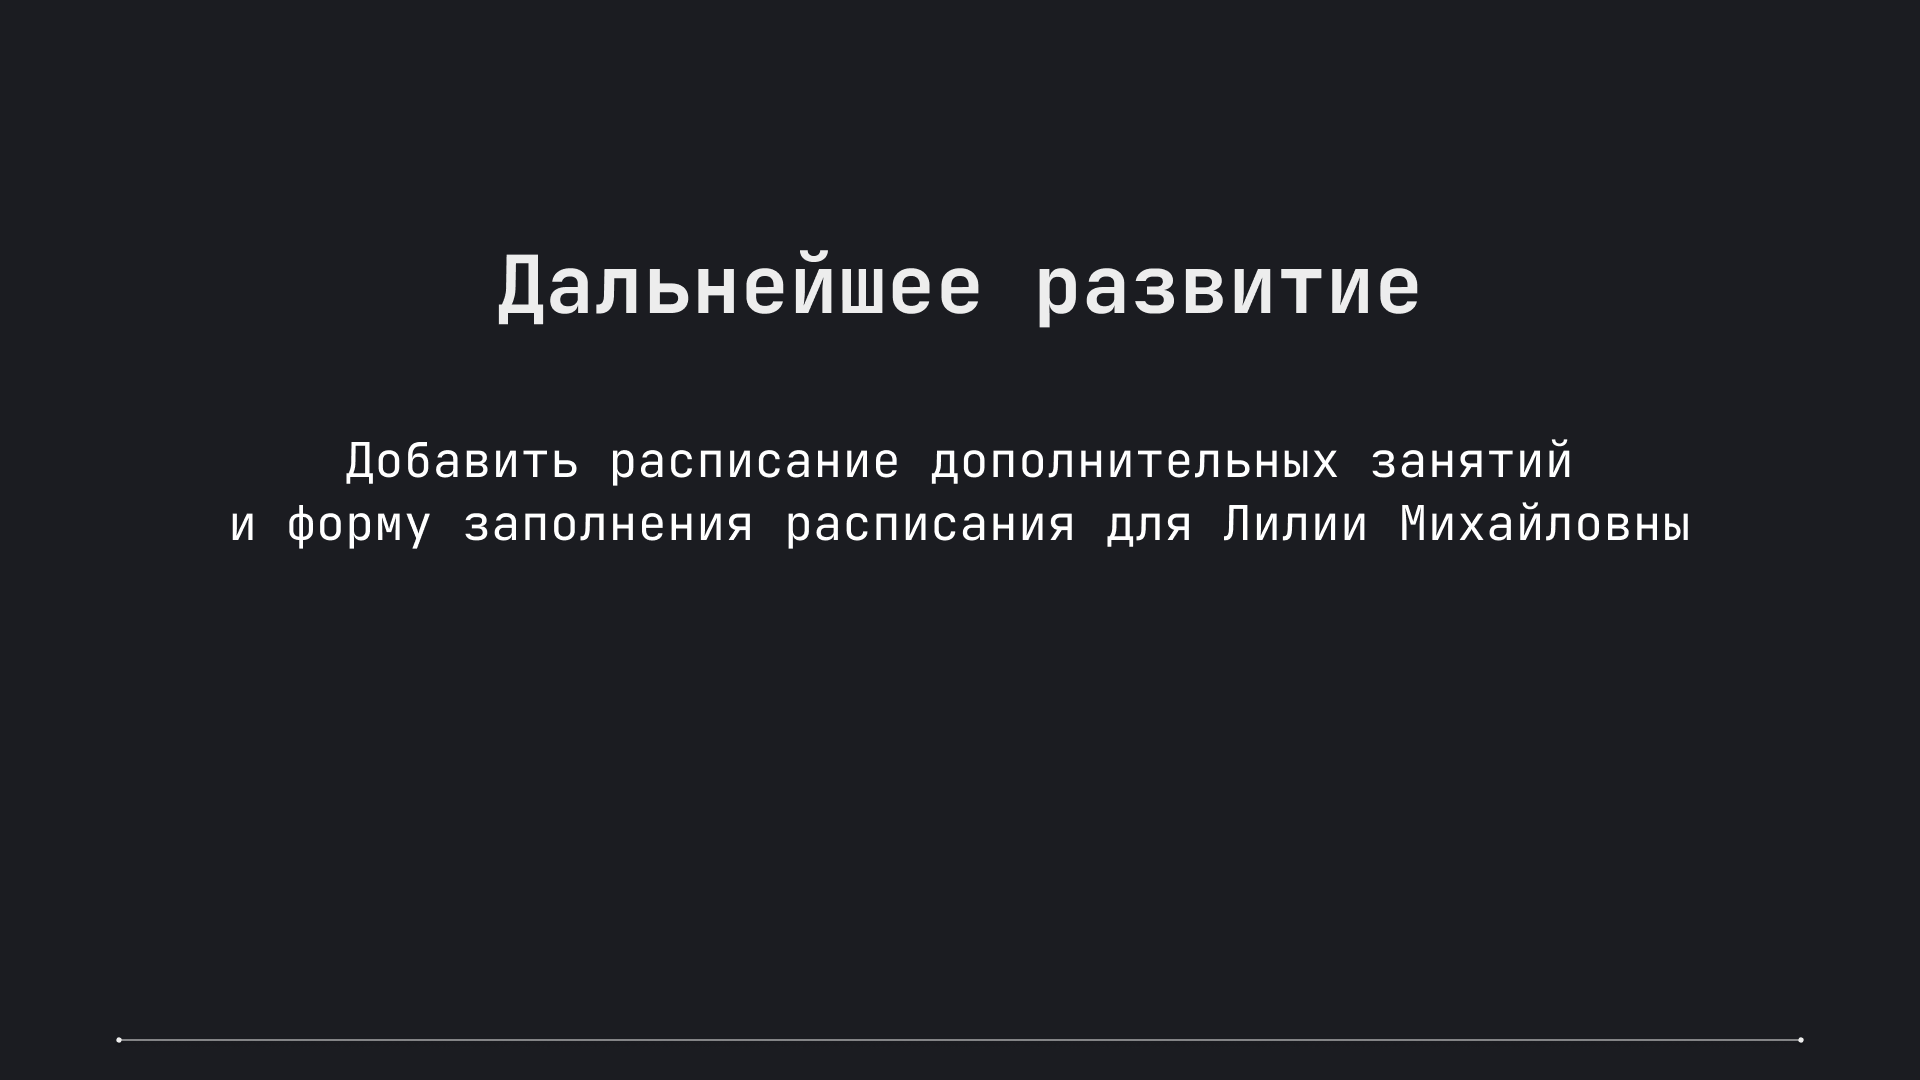 Дальнейшее развитие
Добавить расписание дополнительных занятий
и форму заполнения расписания для Лилии Михайловны